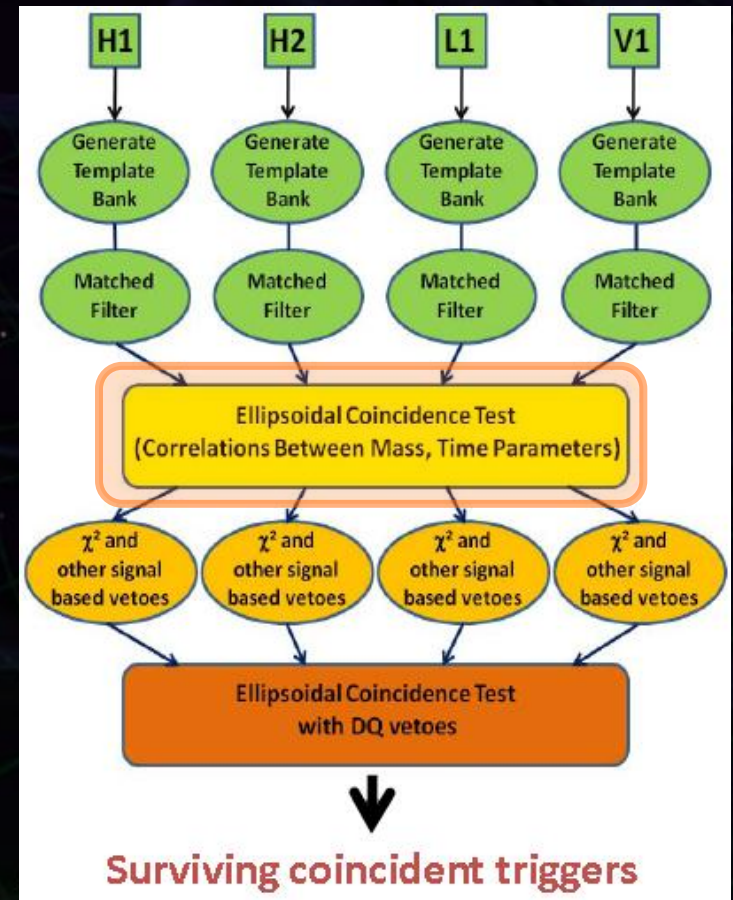 H1 H2 L1 V1
Generate Generate Generate Generate
Template Template Template Template
Bank Bank Bank Bank
Matched Matched Matched Matched
Filter Filter Filter Filter
Ellipsoidal Coincidence Test
(Correlations Between Mass, Time Parameters)
χ² and χ² and χ² and χ² and
other signal other signal other signal other signal
based vetoes based vetoes based vetoes based vetoes
Ellipsoidal Coincidence Test
with DQ vetoes
Surviving coincident triggers